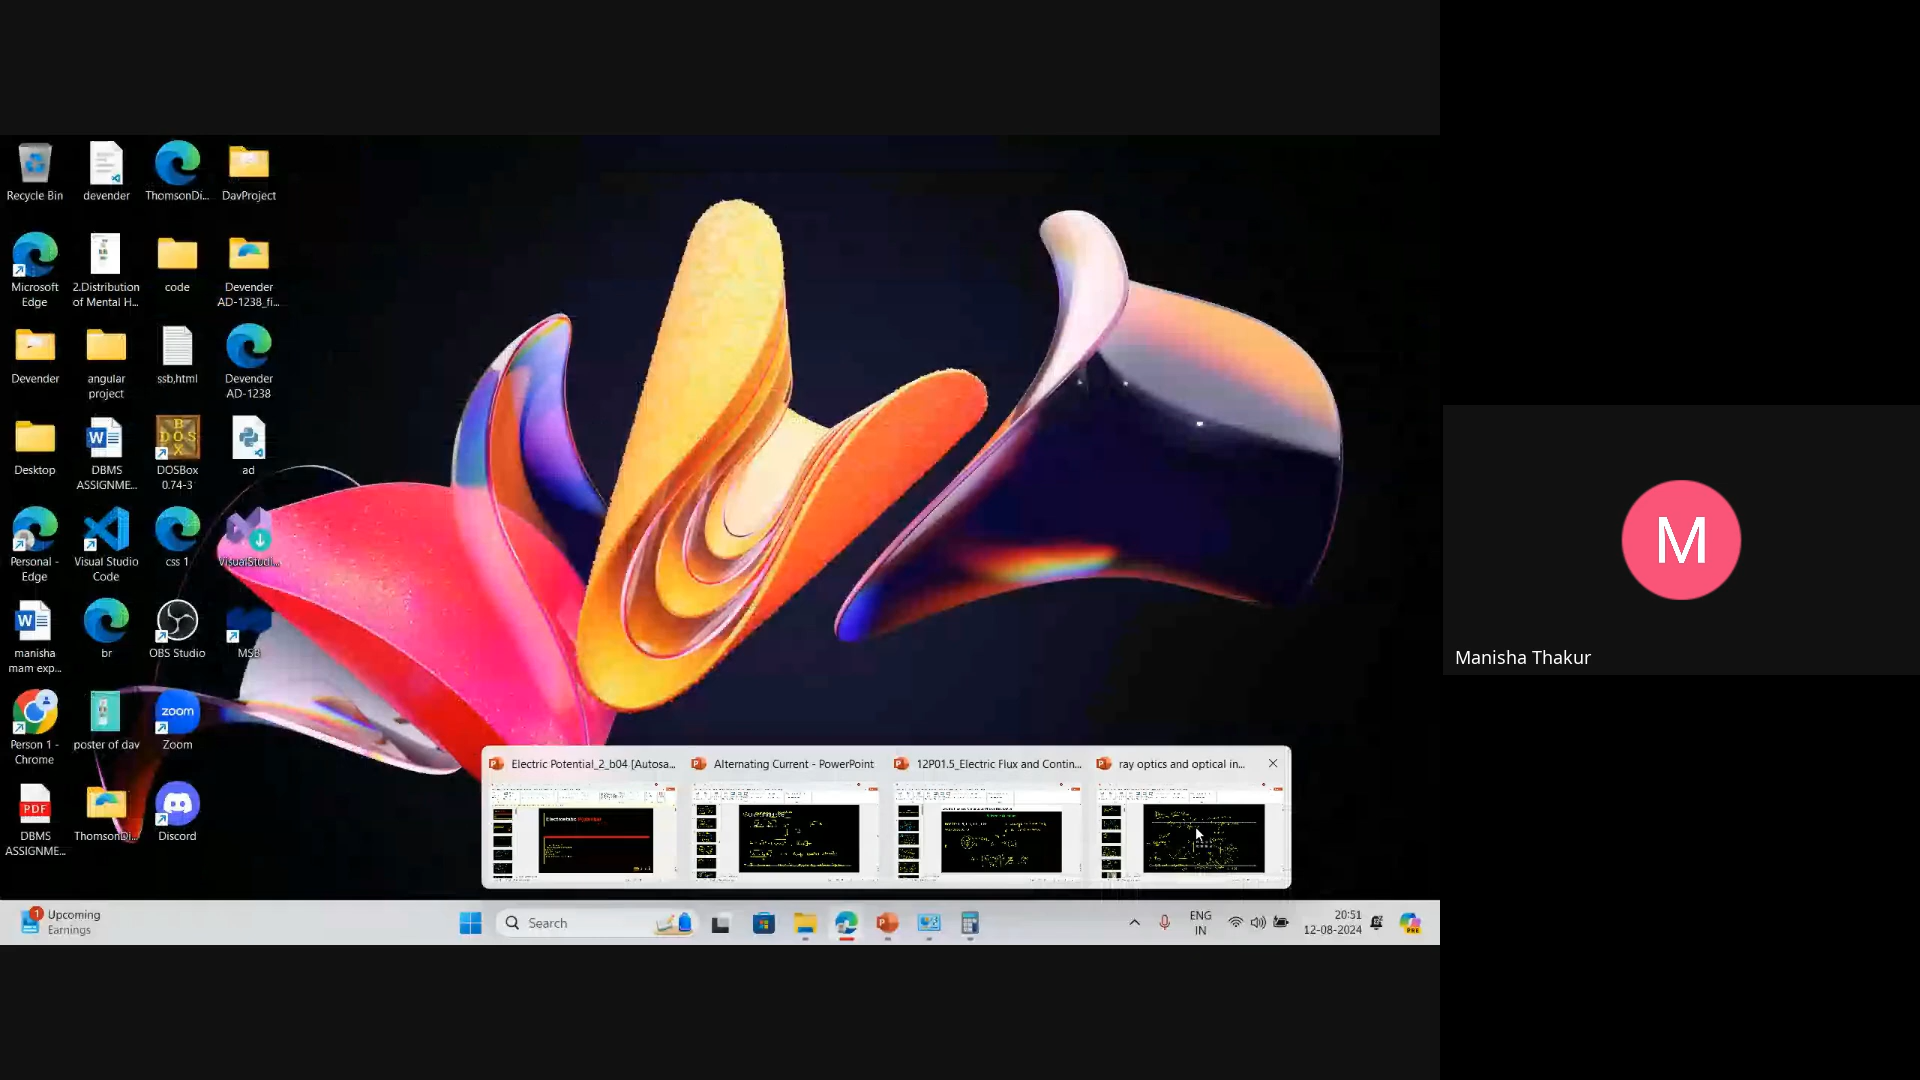 Recycle Bin
devender
ThomsonDi...
DavProject
Microsoft
Edge
2.Distribution
of Mental H...
code
Devender
AD-1238_fi...
Devender
angular
project
ssb,html
Devender
AD-1238
Desktop
DBMS
ASSIGNME...
DOSBox
0.74-3
ad
Personal -
Edge
Visual Studio
Code
css 1
VisualStudi...
manisha
mam exp...
br
OBS Studio
MSB
Person 1 -
Chrome
poster of dav
zoom
Zoom
PDF
DBMS
ASSIGNME...
ThomsonDi...
Discord
Electric Potential_2_b04 [Autosa...
Alternating Current - PowerPoint
12P01.5_Electric Flux and Contin...
ray optics and optical in...
1
Upcoming
Earnings
Search
ENG
IN
20:51
12-08-2024
PRE
M
Manisha Thakur